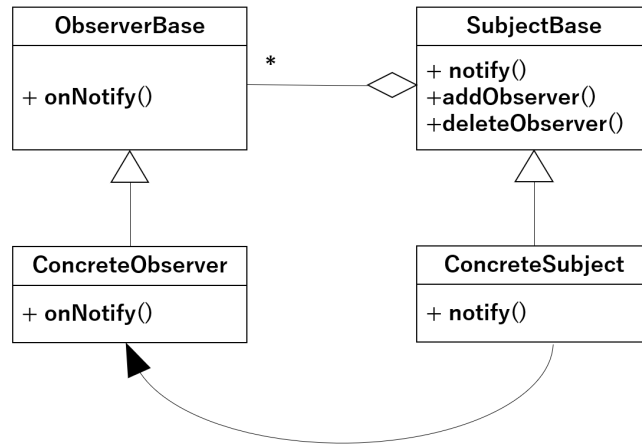 ObserverBase
+ onNotify()
*
SubjectBase
+ notify()
+addObserver()
+deleteObserver()
ConcreteObserver
+ onNotify()
ConcreteSubject
+ notify()